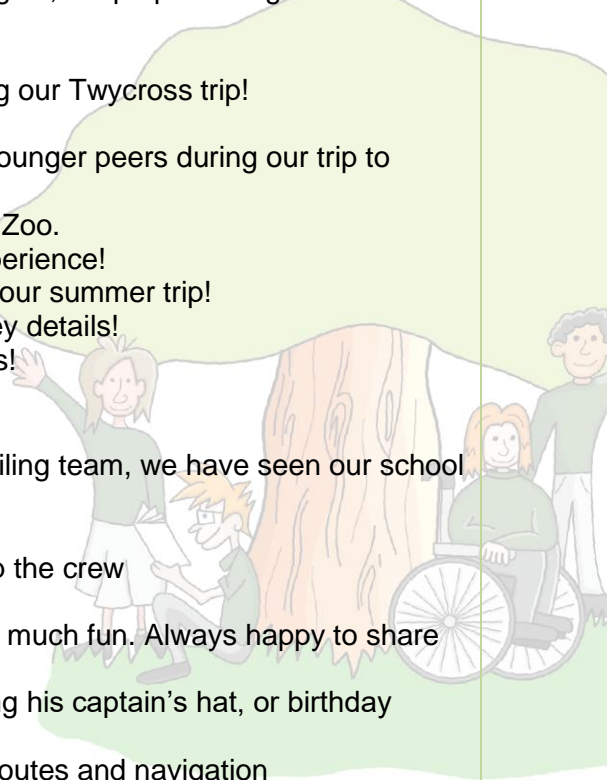 g our Twycross trip!
ounger peers during our trip to
Zoo.
perience!
our summer trip!
ey details!
s!
iling team, we have seen our school
o the crew
much fun. Always happy to share
ng his captain's hat, or birthday
outes and navigation